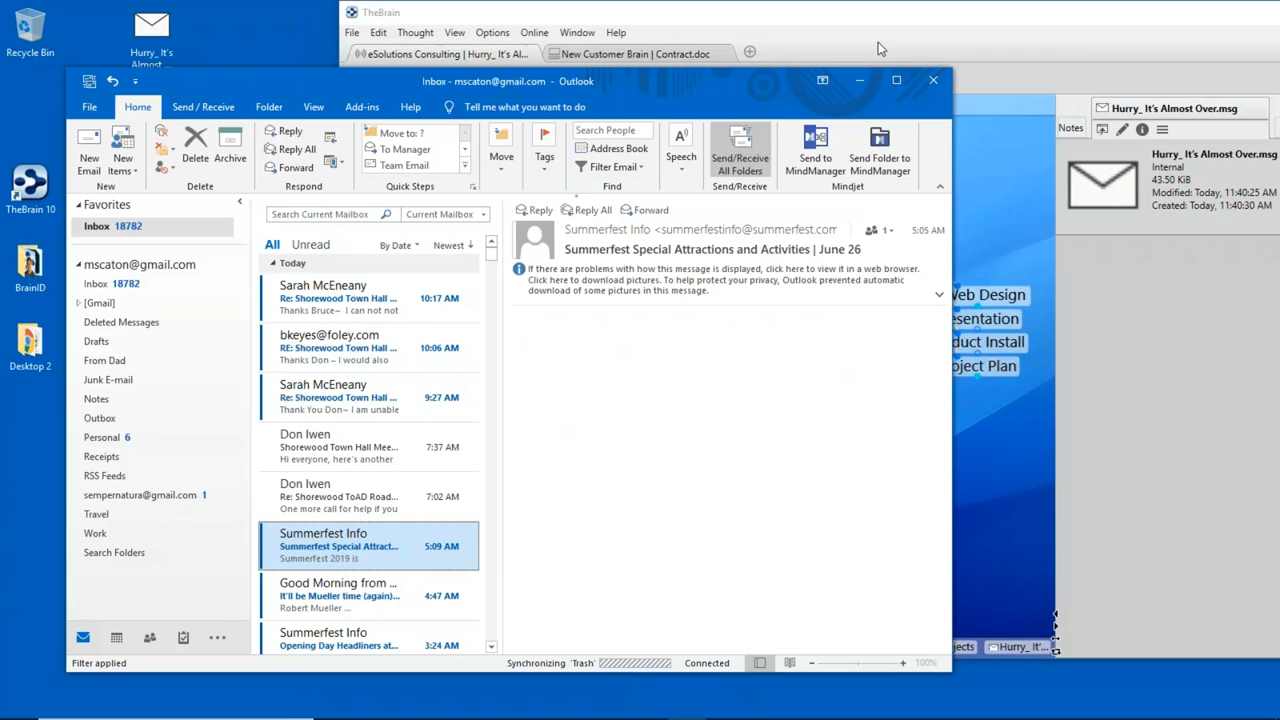 Recycle Bin
Hurry_ It's
Almost ...
TheBrain 10
BrainID
Desktop 2
TheBrain
File Edit Thought View Options Online Window Help
eSolutions Consulting | Hurry_ It's Al... New Customer Brain | Contract.doc
Inbox - mscaton@gmail.com - Outlook
File Home Send / Receive Folder View Add-ins Help Tell me what you want to do
New
Email
New
Items
New
Delete
Archive
Delete
Reply
Reply All
Forward
Respond
Move to: ?
To Manager
Team Email
Quick Steps
Move
Tags
Search People
Address Book
Filter Email
Find
Speech
Send/Receive
All Folders
Send/Receive
Send to
MindManager
Send Folder to
MindManager
Mindjet
Favorites
Inbox 18782
mscaton@gmail.com
Inbox 18782
[Gmail]
Deleted Messages
Drafts
From Dad
Junk E-mail
Notes
Outbox
Personal 6
Receipts
RSS Feeds
sempernatura@gmail.com 1
Travel
Work
Search Folders
Search Current Mailbox Current Mailbox
All Unread By Date Newest
Today
Sarah McEneany
Re: Shorewood Town Hall ... 10:17 AM
Thanks Bruce~ I can not not
bkeyes@foley.com
RE: Shorewood Town Hall ... 10:06 AM
Thanks Don – I would also
Sarah McEneany
Re: Shorewood Town Hall ... 9:27 AM
Thank You Don~ I am unable
Don Iwen
Shorewood Town Hall Mee... 7:37 AM
Hi everyone, here's another
Don Iwen
Re: Shorewood ToAD Road... 7:02 AM
One more call for help if you
Summerfest Info
Summerfest Special Attract... 5:09 AM
Summerfest 2019 is
Good Morning from ...
It'll be Mueller time (again)... 4:47 AM
Robert Mueller ...
Summerfest Info
Opening Day Headliners at... 3:24 AM
Reply Reply All Forward
Summerfest Info <summerfestinfo@summerfest.com 1 5:05 AM
Summerfest Special Attractions and Activities | June 26
If there are problems with how this message is displayed, click here to view it in a web browser.
Click here to download pictures. To help protect your privacy, Outlook prevented automatic
download of some pictures in this message.
Filter applied Synchronizing 'Trash' Connected 100%
Web Design
esentation
duct Install
oject Plan
jects Hurry_ It'...
Hurry_ It's Almost Over.msg
Notes
Hurry_ It's Almost Over.msg
Internal
43.50 KiB
Modified: Today, 11:40:25 AM
Created: Today, 11:40:30 AM